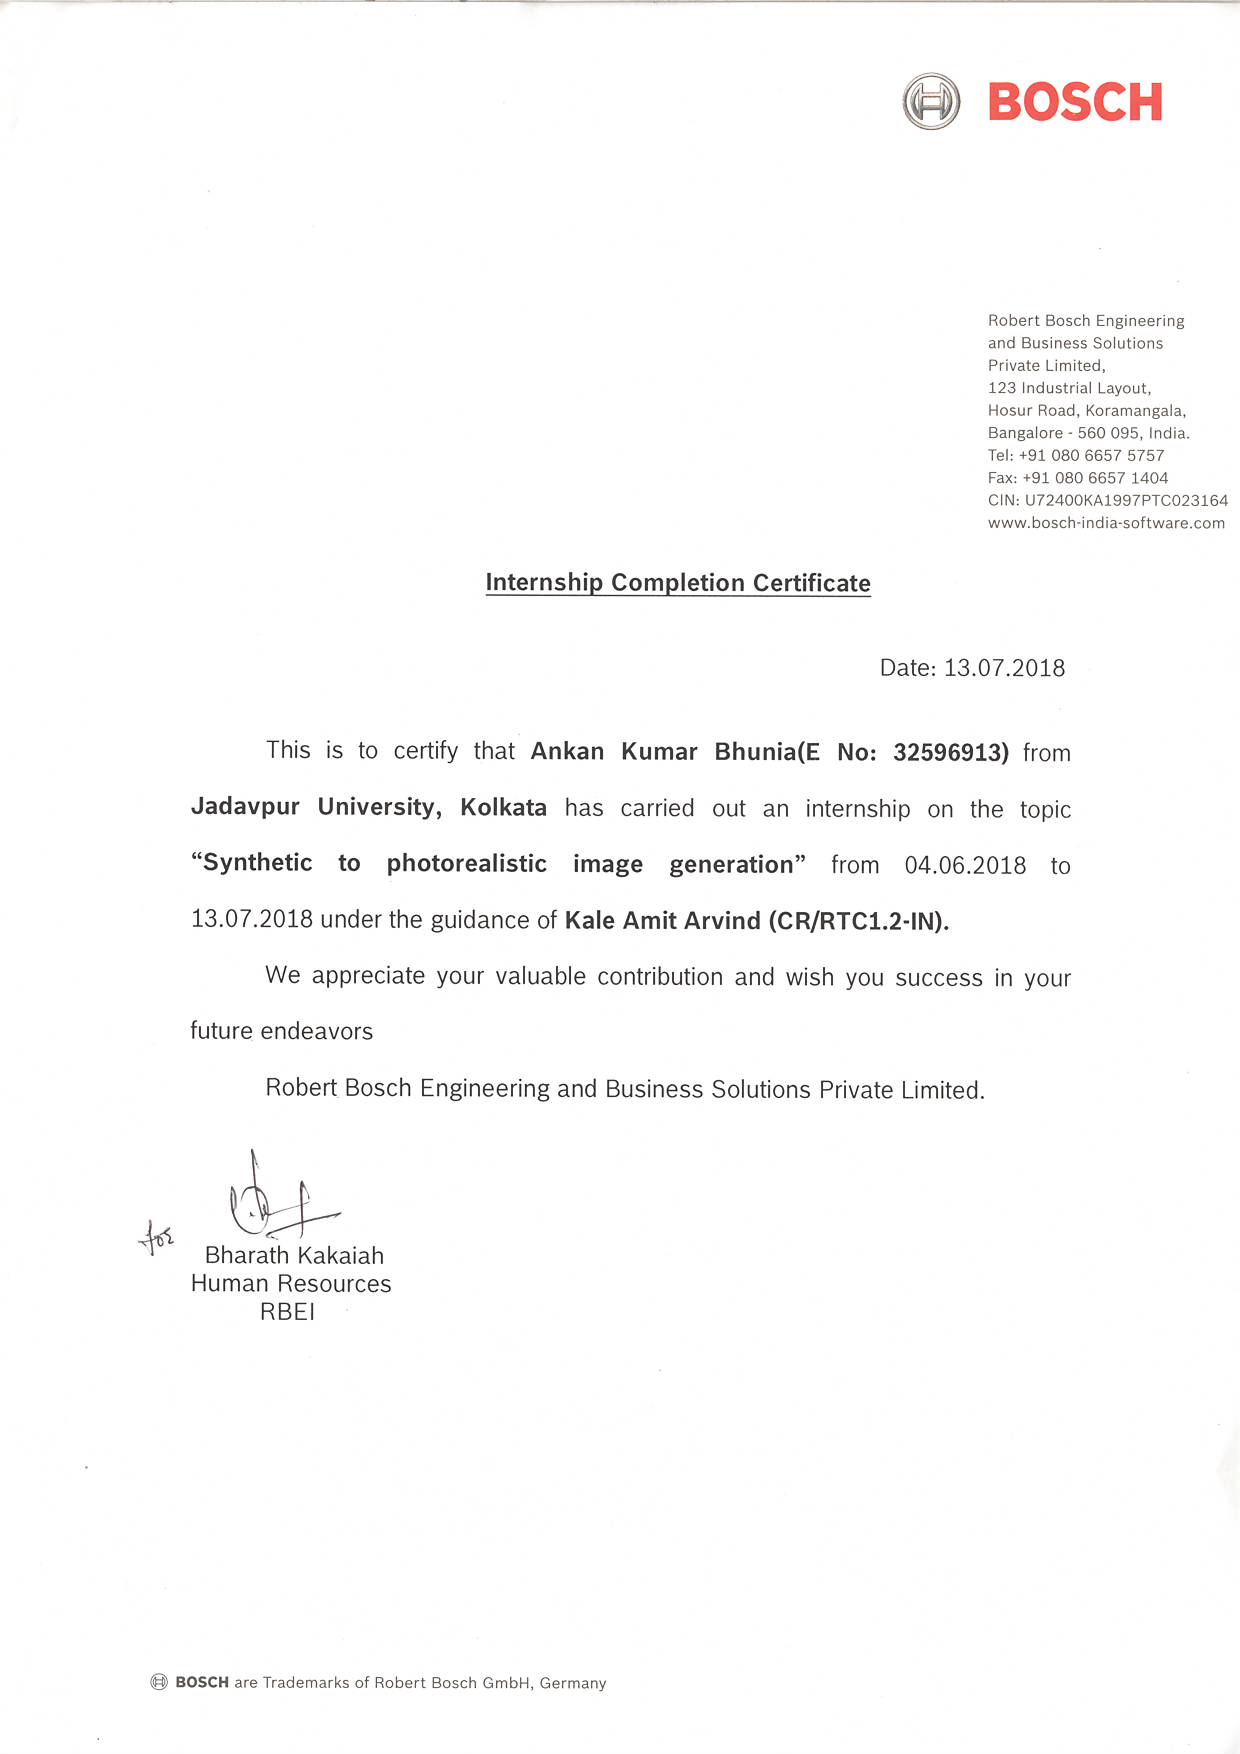 BOSCH
Robert Bosch Engineering
and Business Solutions
Private Limited,
123 Industrial Layout,
Hosur Road, Koramangala,
Bangalore - 560 095, India.
Tel: +91 080 6657 5757
Fax: +91 080 6657 1404
CIN: U72400KA1997PTC023164
www.bosch-india-software.com
Internship Completion Certificate
Date: 13.07.2018
This is to certify that Ankan Kumar Bhunia(E No: 32596913) from
Jadavpur University, Kolkata has carried out an internship on the topic
“Synthetic to photorealistic image generation” from 04.06.2018 to
13.07.2018 under the guidance of Kale Amit Arvind (CR/RTC1.2-IN).
We appreciate your valuable contribution and wish you success in your
future endeavors
Robert Bosch Engineering and Business Solutions Private Limited.
for
Bharath Kakaiah
Human Resources
RBEI
BOSCH are Trademarks of Robert Bosch GmbH, Germany